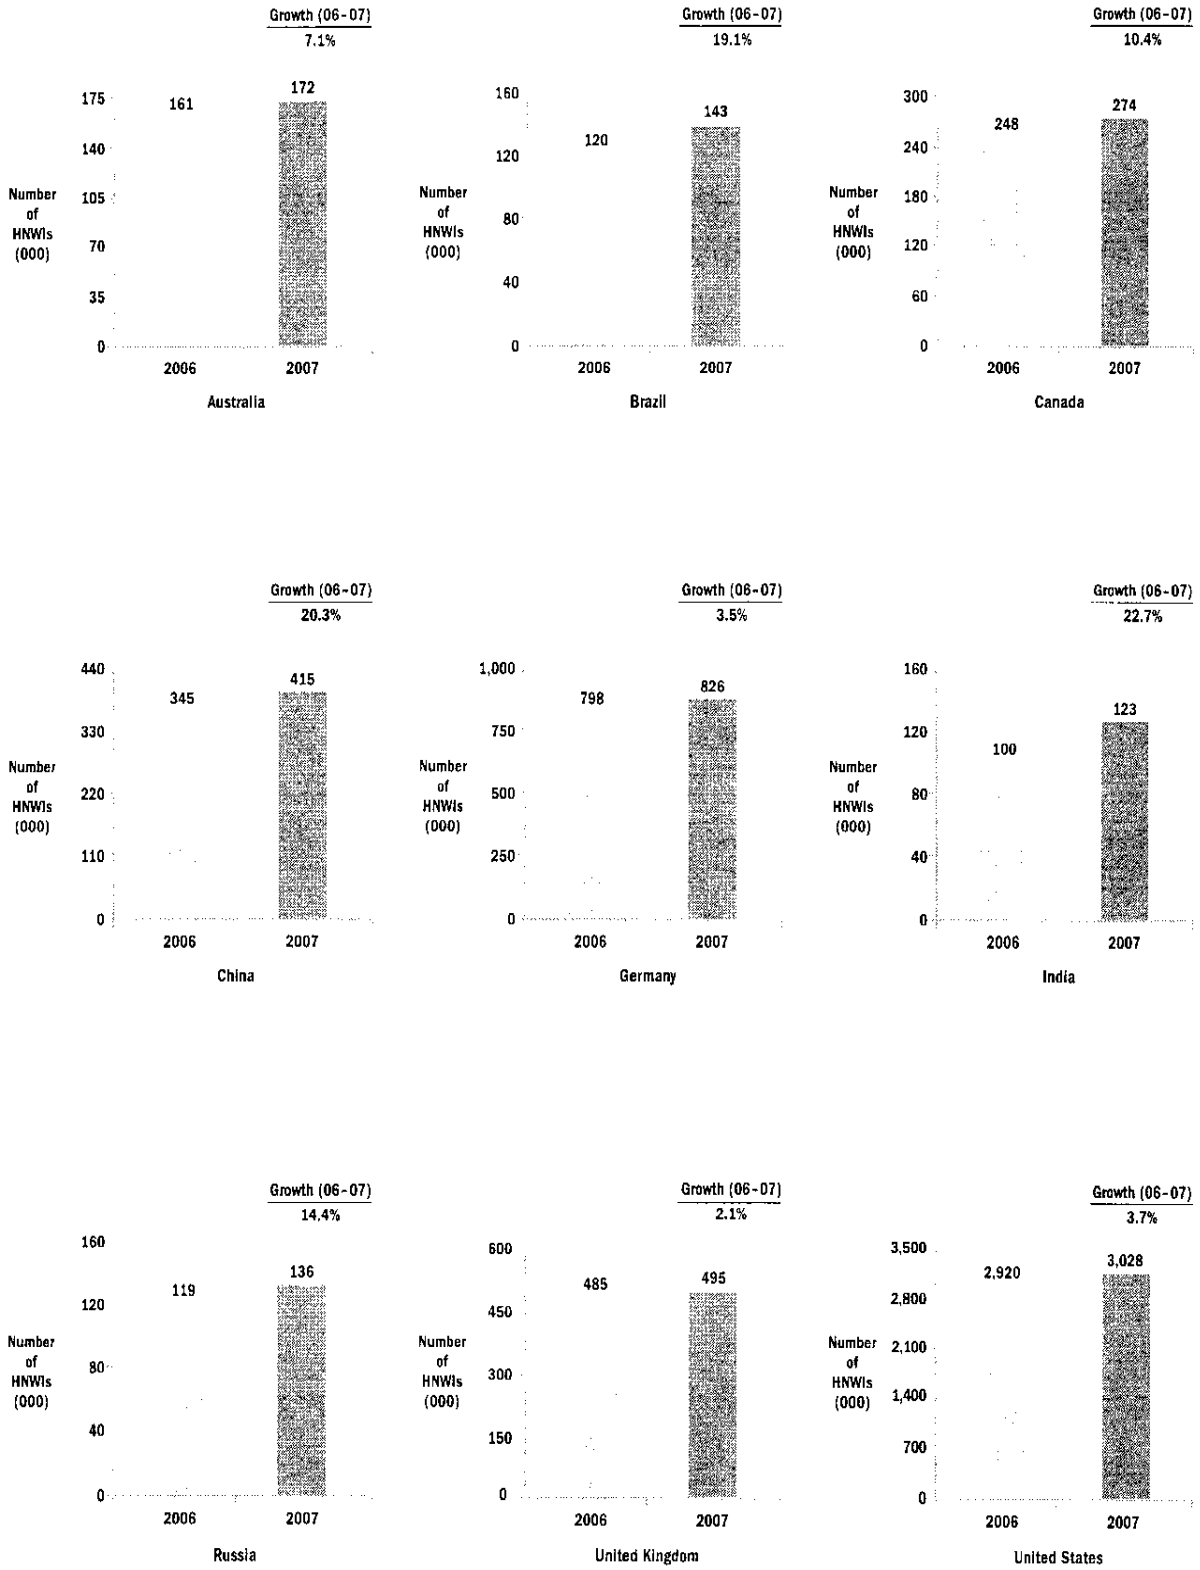 Growth (06-07)
7.1%
175
140
105
70
35
0
Number
of
HNWIs
(000)
161
172
2006
2007
Australia
Growth (06-07)
19.1%
160
120
80
40
0
Number
of
HNWIs
(000)
120
143
2006
2007
Brazil
Growth (06-07)
10.4%
300
240
180
120
60
0
Number
of
HNWIs
(000)
248
274
2006
2007
Canada
Growth (06-07)
20.3%
440
330
220
110
0
Number
of
HNWIs
(000)
345
415
2006
2007
China
Growth (06-07)
3.5%
1,000
750
500
250
0
Number
of
HNWIs
(000)
798
826
2006
2007
Germany
Growth (06-07)
22.7%
160
120
80
40
0
Number
of
HNWIs
(000)
100
123
2006
2007
India
Growth (06-07)
14.4%
160
120
80
40
0
Number
of
HNWIs
(000)
119
136
2006
2007
Russia
Growth (06-07)
2.1%
600
450
300
150
0
Number
of
HNWIs
(000)
485
495
2006
2007
United Kingdom
Growth (06-07)
3.7%
3,500
2,800
2,100
1,400
700
0
Number
of
HNWIs
(000)
2,920
3,028
2006
2007
United States